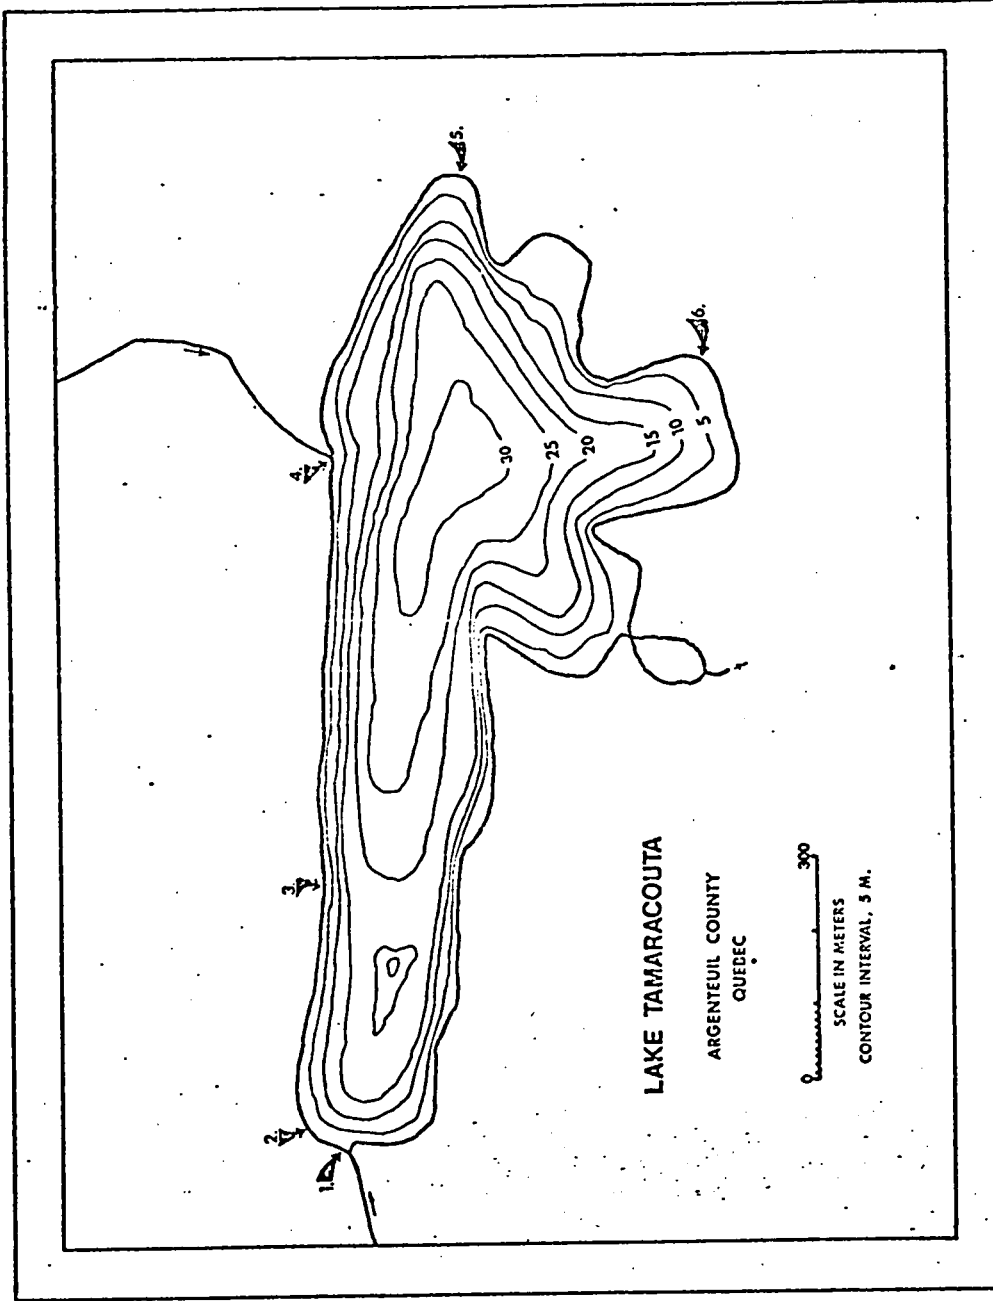 1.
2.
3.
4.
5.
6.
30
25
20
15
10
5
LAKE TAMARACOUTA
ARGENTEUIL COUNTY
QUEBEC
0 300
SCALE IN METERS
CONTOUR INTERVAL, 5 M.